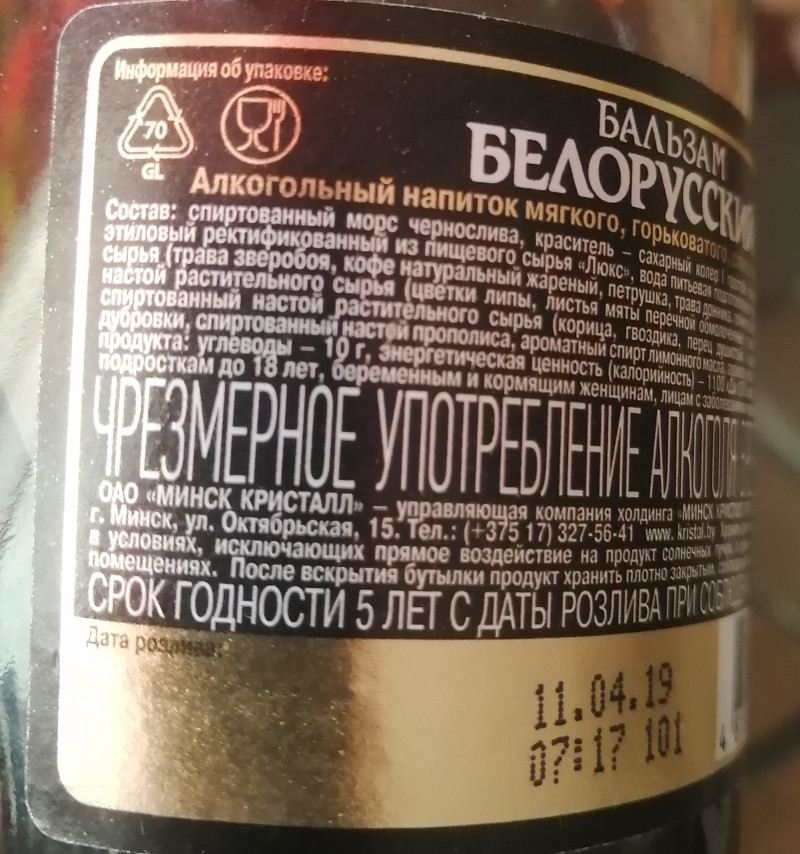 Информация об упаковке:
70
GL
БАЛЬЗАМ
БЕЛОРУССКИЙ
Алкогольный напиток мягкого, горьковатого
Состав: спиртованный морс чернослива, краситель – сахарный колер I
этиловый ректификованный из пищевого сырья «Люкс», вода питьевая
сырья (трава зверобоя, кофе натуральный жареный, петрушка, трава донника,
настой растительного сырья (цветки липы, листья мяты перечной
спиртованный настой растительного сырья (корица, гвоздика, перец
дубровки, спиртованный настой прополиса, ароматный спирт лимонного масла,
продукта: углеводы – 10 г, энергетическая ценность (калорийность) – 1100
подросткам до 18 лет, беременным и кормящим женщинам, лицам с
ЧРЕЗМЕРНОЕ УПОТРЕБЛЕНИЕ АЛКОГОЛЯ
ОАО «МИНСК КРИСТАЛЛ» – управляющая компания холдинга «МИНСК
г. Минск, ул. Октябрьская, 15. Тел.: (+375 17) 327-56-41 www.kristal.by
в условиях, исключающих прямое воздействие на продукт солнечных
помещениях. После вскрытия бутылки продукт хранить плотно закрытым.
СРОК ГОДНОСТИ 5 ЛЕТ С ДАТЫ РОЗЛИВА ПРИ
Дата розлива:
11.04.19
07:17 101
4